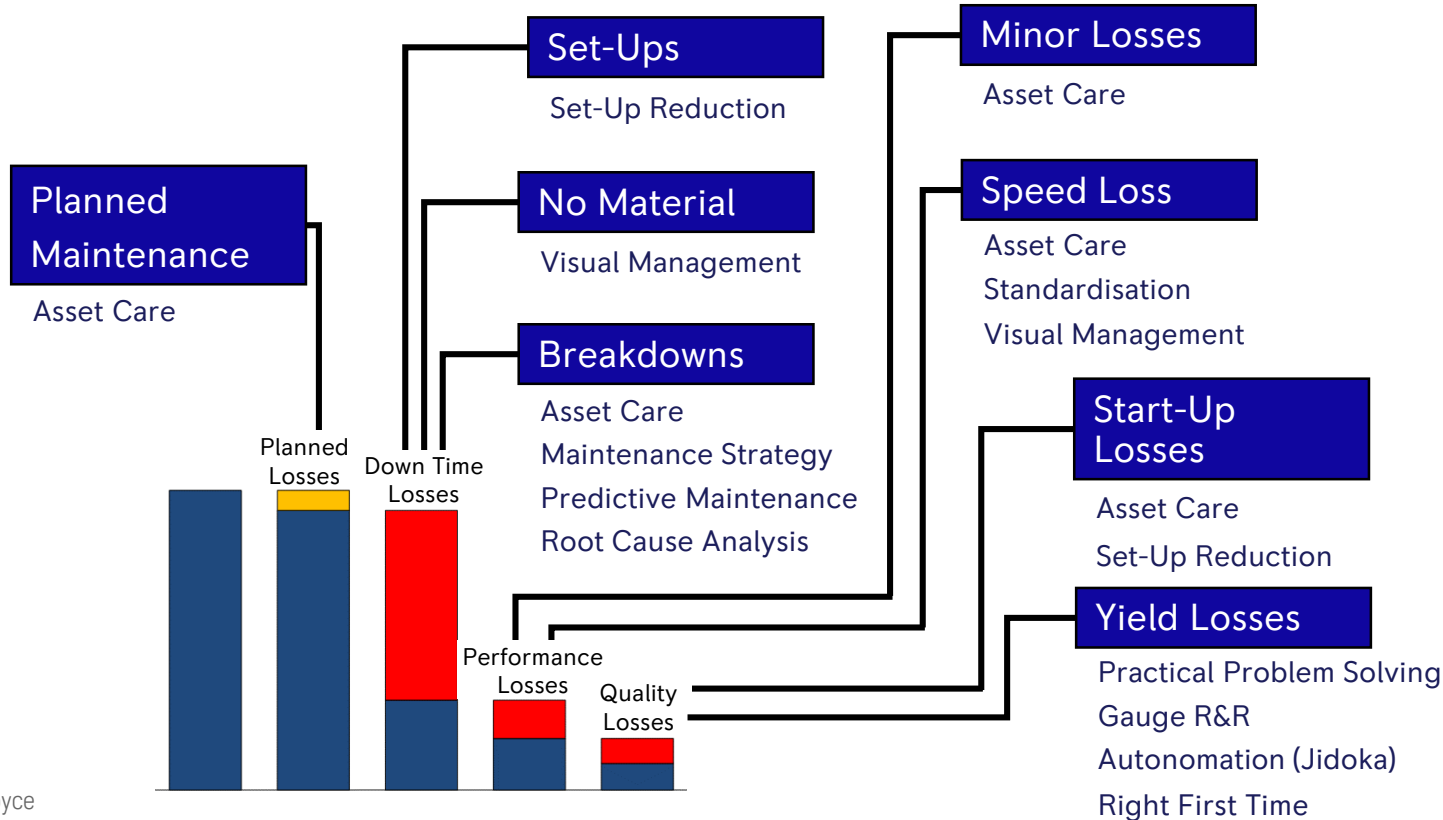 Set-Ups
Set-Up Reduction
Minor Losses
Asset Care
Planned
Maintenance
Asset Care
No Material
Visual Management
Speed Loss
Asset Care
Standardisation
Visual Management
Breakdowns
Asset Care
Maintenance Strategy
Predictive Maintenance
Root Cause Analysis
Start-Up
Losses
Asset Care
Set-Up Reduction
Yield Losses
Practical Problem Solving
Gauge R&R
Autonomation (Jidoka)
Right First Time
Planned
Losses
Down Time
Losses
Performance
Losses
Quality
Losses